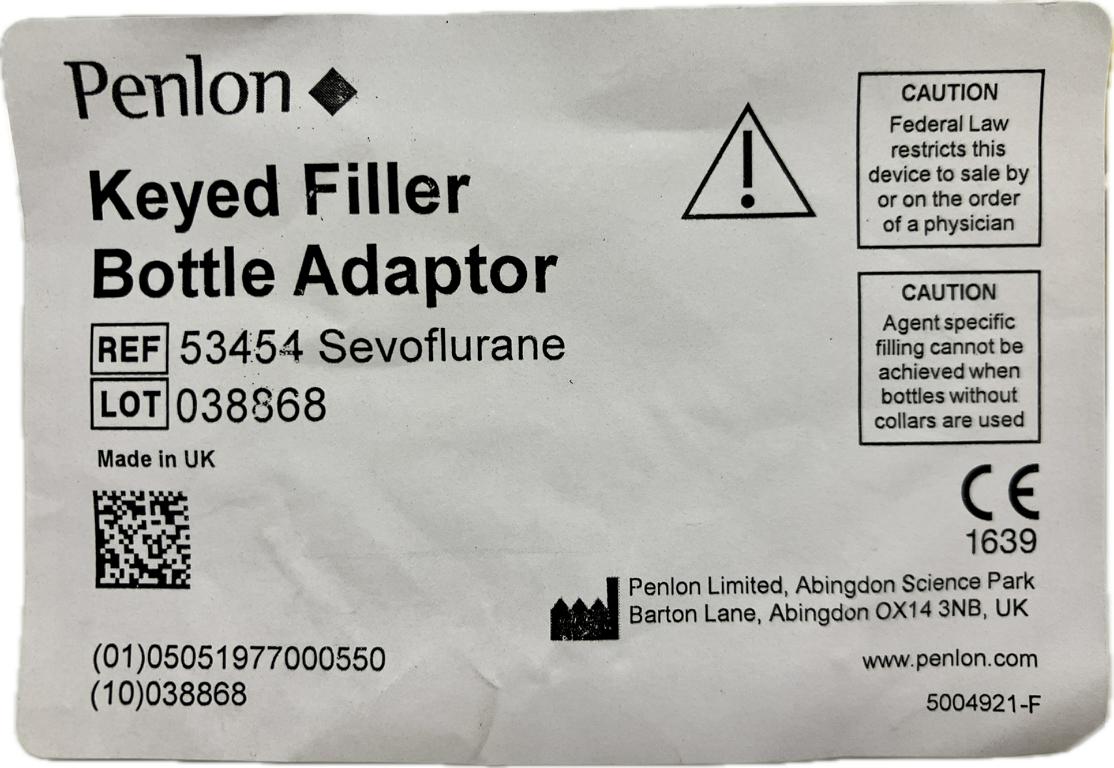 Penlon
Keyed Filler
Bottle Adaptor
REF 53454 Sevoflurane
LOT 038868
Made in UK
(01)05051977000550
(10)038868
CAUTION
Federal Law
restricts this
device to sale by
or on the order
of a physician
CAUTION
Agent specific
filling cannot be
achieved when
bottles without
collars are used
CE
1639
Penlon Limited, Abingdon Science Park
Barton Lane, Abingdon OX14 3NB, UK
www.penlon.com
5004921-F